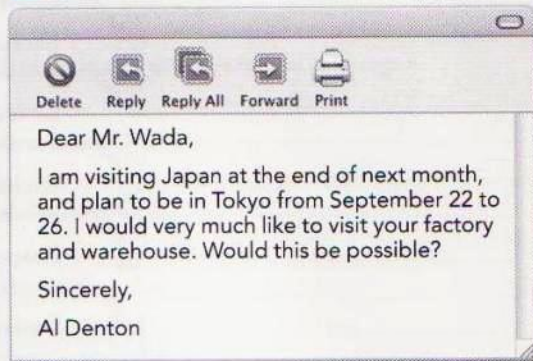 Delete Reply Reply All Forward Print
Dear Mr. Wada,
I am visiting Japan at the end of next month,
and plan to be in Tokyo from September 22 to
26. I would very much like to visit your factory
and warehouse. Would this be possible?
Sincerely,
Al Denton